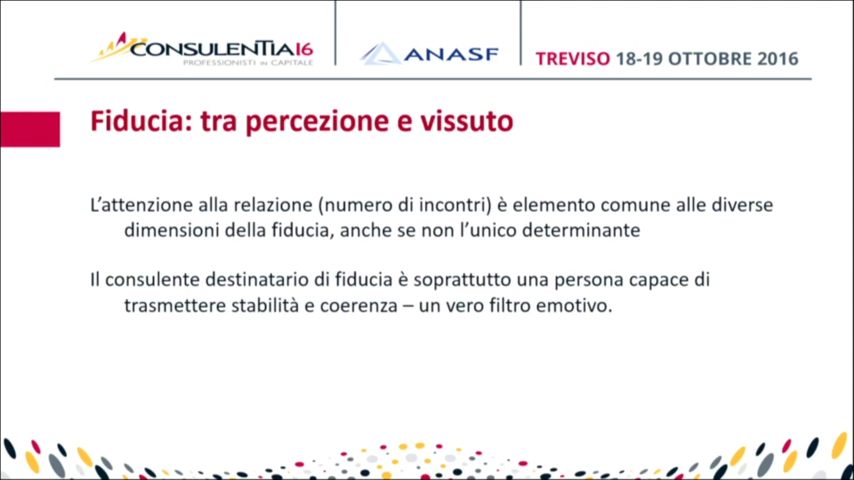 CONSULENTIA16
PROFESSIONISTI IN CAPITALE
ANASF
TREVISO 18-19 OTTOBRE 2016
Fiducia: tra percezione e vissuto
L'attenzione alla relazione (numero di incontri) è elemento comune alle diverse
dimensioni della fiducia, anche se non l'unico determinante
Il consulente destinatario di fiducia è soprattutto una persona capace di
trasmettere stabilità e coerenza – un vero filtro emotivo.